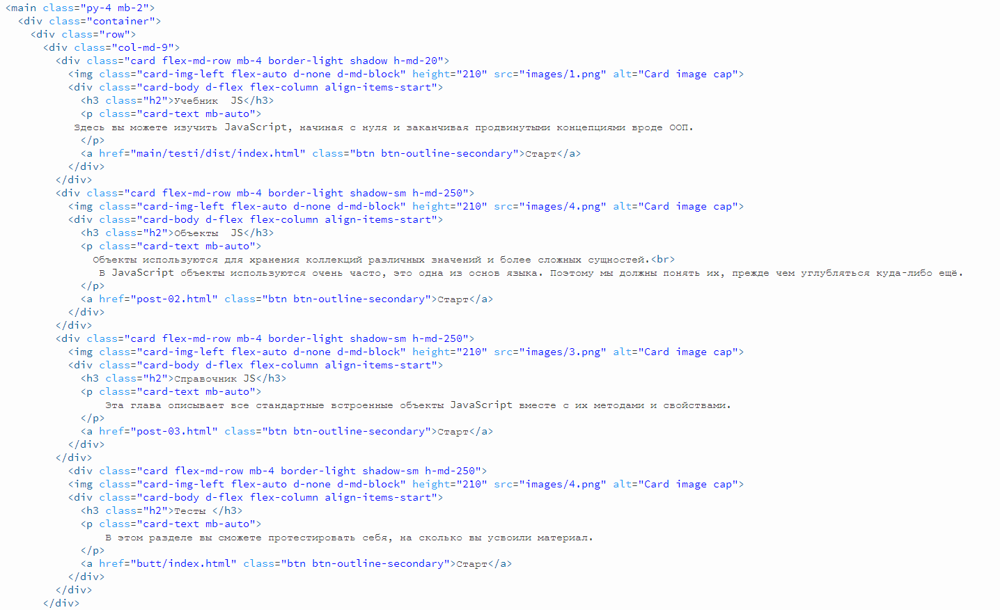 <main class="py-4 mb-2">
  <div class="container">
    <div class="row">
      <div class="col-md-9">
        <div class="card flex-md-row mb-4 border-light shadow h-md-20">
          <img class="card-img-left flex-auto d-none d-md-block" height="210" src="images/1.png" alt="Card image cap">
          <div class="card-body d-flex flex-column align-items-start">
            <h3 class="h2">Учебник  JS</h3>
            <p class="card-text mb-auto">
           Здесь вы можете изучить JavaScript, начиная с нуля и заканчивая продвинутыми концепциями вроде ООП.
            </p>
            <a href="main/testi/dist/index.html" class="btn btn-outline-secondary">Старт</a>
          </div>
        </div>
        <div class="card flex-md-row mb-4 border-light shadow-sm h-md-250">
          <img class="card-img-left flex-auto d-none d-md-block" height="210" src="images/4.png" alt="Card image cap">
          <div class="card-body d-flex flex-column align-items-start">
            <h3 class="h2">Объекты  JS</h3>
            <p class="card-text mb-auto">
              Объекты используются для хранения коллекций различных значений и более сложных сущностей.<br>
               В JavaScript объекты используются очень часто, это одна из основ языка. Поэтому мы должны понять их, прежде чем углубляться куда-либо ещё.
            </p>
            <a href="post-02.html" class="btn btn-outline-secondary">Старт</a>
          </div>
        </div>
        <div class="card flex-md-row mb-4 border-light shadow-sm h-md-250">
          <img class="card-img-left flex-auto d-none d-md-block" height="210" src="images/3.png" alt="Card image cap">
          <div class="card-body d-flex flex-column align-items-start">
            <h3 class="h2">Справочник JS</h3>
            <p class="card-text mb-auto">
                Эта глава описывает все стандартные встроенные объекты JavaScript вместе с их методами и свойствами.
            </p>
            <a href="post-03.html" class="btn btn-outline-secondary">Старт</a>
          </div>
        </div>
          <div class="card flex-md-row mb-4 border-light shadow-sm h-md-250">
          <img class="card-img-left flex-auto d-none d-md-block" height="210" src="images/4.png" alt="Card image cap">
          <div class="card-body d-flex flex-column align-items-start">
            <h3 class="h2">Тесты </h3>
            <p class="card-text mb-auto">
                В этом разделе вы сможете протестировать себя, на сколько вы усвоили материал.
            </p>
            <a href="butt/index.html" class="btn btn-outline-secondary">Старт</a>
          </div>
        </div>
      </div>